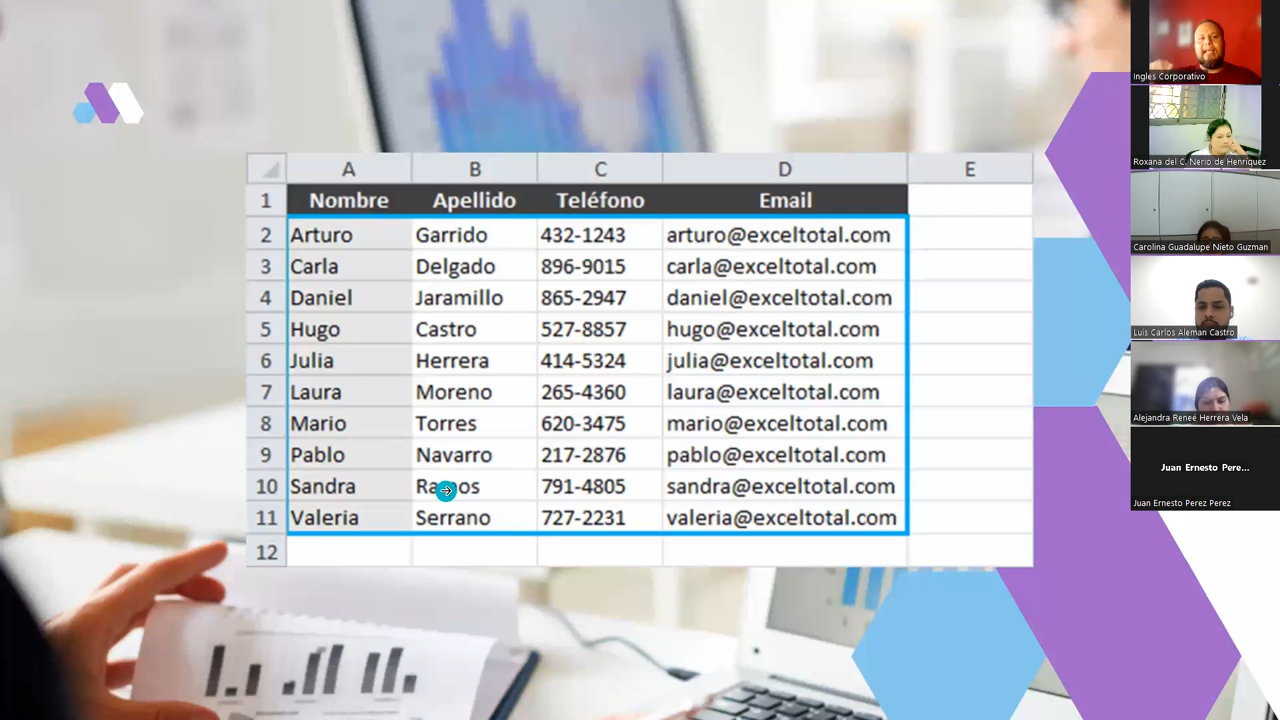 A B C D E
1 Nombre Apellido Teléfono Email
2 Arturo Garrido 432-1243 arturo@exceltotal.com
3 Carla Delgado 896-9015 carla@exceltotal.com
4 Daniel Jaramillo 865-2947 daniel@exceltotal.com
5 Hugo Castro 527-8857 hugo@exceltotal.com
6 Julia Herrera 414-5324 julia@exceltotal.com
7 Laura Moreno 265-4360 laura@exceltotal.com
8 Mario Torres 620-3475 mario@exceltotal.com
9 Pablo Navarro 217-2876 pablo@exceltotal.com
10 Sandra Ramos 791-4805 sandra@exceltotal.com
11 Valeria Serrano 727-2231 valeria@exceltotal.com
12
Ingles Corporativo
Roxana del C. Nerio de Henriquez
Carolina Guadalupe Nieto Guzman
Luis Carlos Aleman Castro
Alejandra Reneé Herrera Vela
Juan Ernesto Pere...
Juan Ernesto Perez Perez